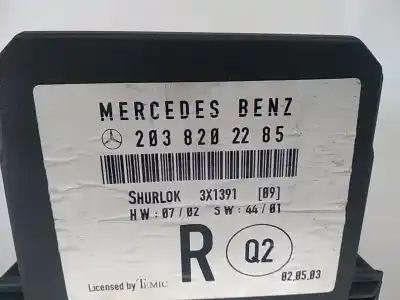 MERCEDES BENZ
203 820 22 85
SHURLOK 3X1391 [09]
HW: 07/02 SW: 44/01
R Q2
02.05.03
Licensed by TEMIC